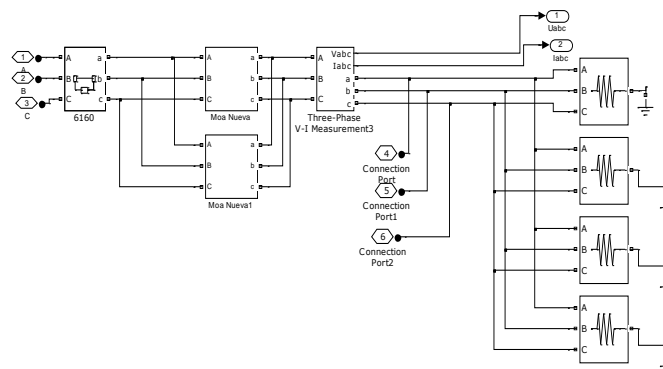 1
Uabc
2
Iabc
Vabc
Iabc
1
A
A
a
A
a
A
a
2
B
B
b
B
b
B
b
3
C
C
c
C
c
C
c
6160
Moa Nueva
Three-Phase
V-I Measurement3
A
a
B
b
C
c
Moa Nueva1
4
Connection
Port
5
Connection
Port1
6
Connection
Port2
A
B
C
A
B
C
A
B
C
A
B
C